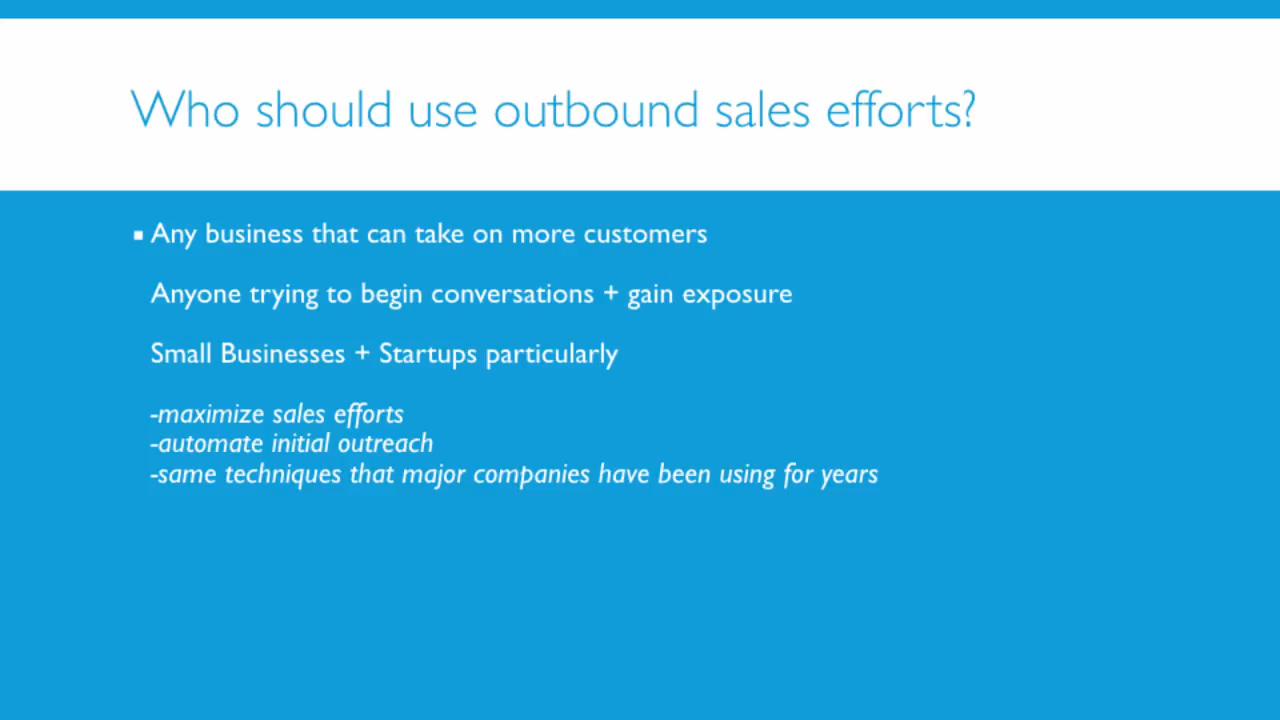 Who should use outbound sales efforts?
▪ Any business that can take on more customers
Anyone trying to begin conversations + gain exposure
Small Businesses + Startups particularly
-maximize sales efforts
-automate initial outreach
-same techniques that major companies have been using for years